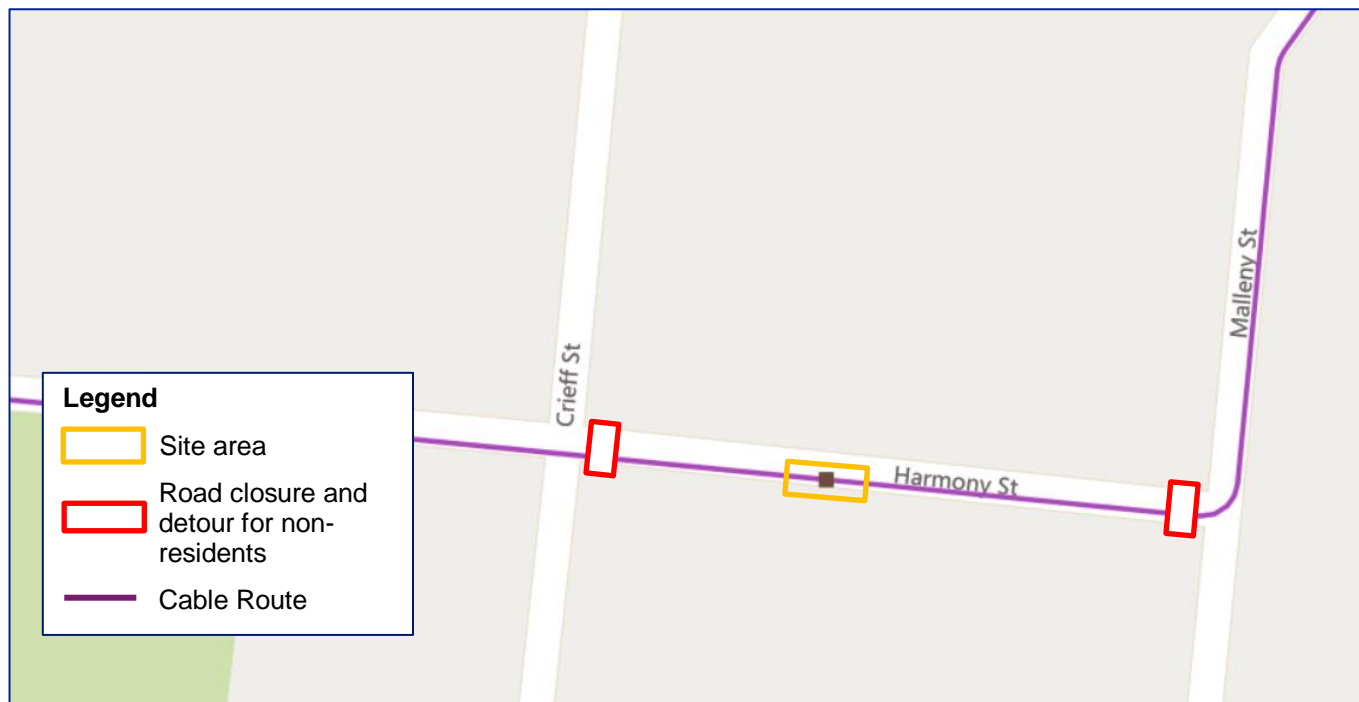 Malleny St
Crieff St
Harmony St
Legend
Site area
Road closure and
detour for non-
residents
Cable Route